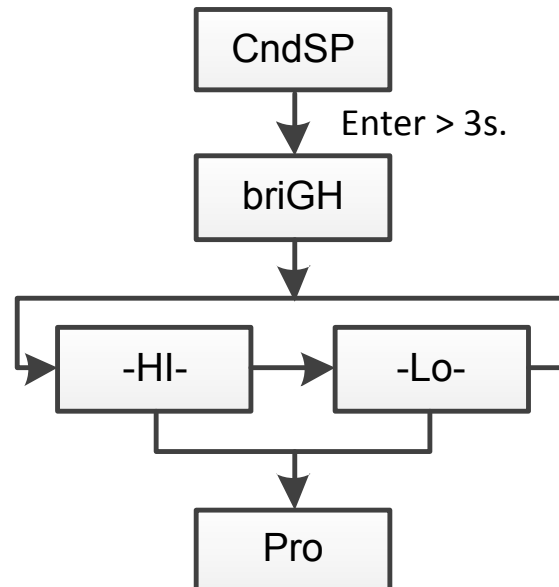 CndSP
Enter > 3s.
briGH
-HI-
-Lo-
Pro